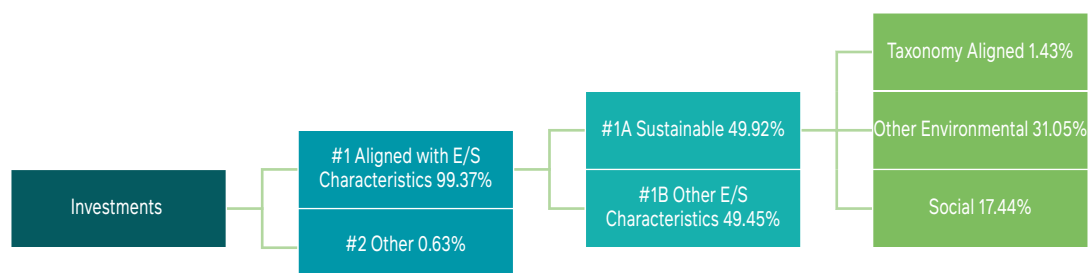 Investments
#1 Aligned with E/S
Characteristics 99.37%
#2 Other 0.63%
#1A Sustainable 49.92%
#1B Other E/S
Characteristics 49.45%
Taxonomy Aligned 1.43%
Other Environmental 31.05%
Social 17.44%